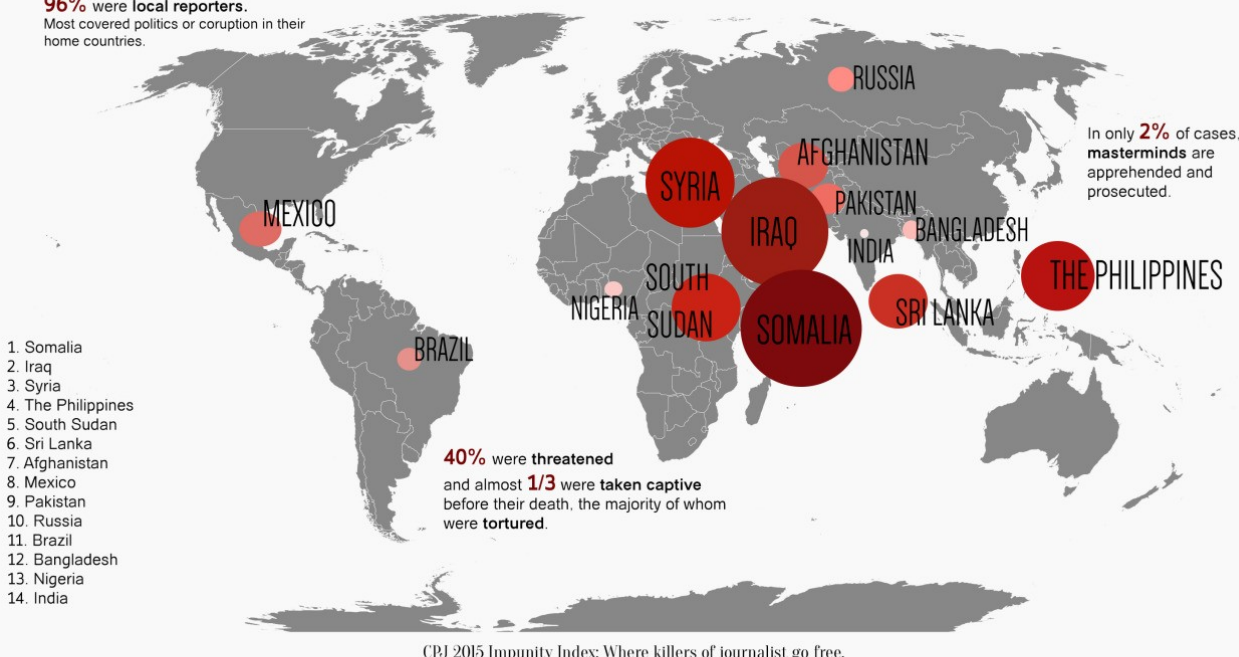 96% were local reporters.
Most covered politics or coruption in their
home countries.
RUSSIA
In only 2% of cases,
masterminds are
apprehended and
prosecuted.
AFGHANISTAN
SYRIA
PAKISTAN
MEXICO
IRAQ
BANGLADESH
INDIA
SOUTH
SUDAN
THE PHILIPPINES
NIGERIA
SRI LANKA
SOMALIA
BRAZIL
1. Somalia
2. Iraq
3. Syria
4. The Philippines
5. South Sudan
6. Sri Lanka
7. Afghanistan
8. Mexico
9. Pakistan
10. Russia
11. Brazil
12. Bangladesh
13. Nigeria
14. India
40% were threatened
and almost 1/3 were taken captive
before their death, the majority of whom
were tortured.
CPJ 2015 Impunity Index: Where killers of journalist go free.